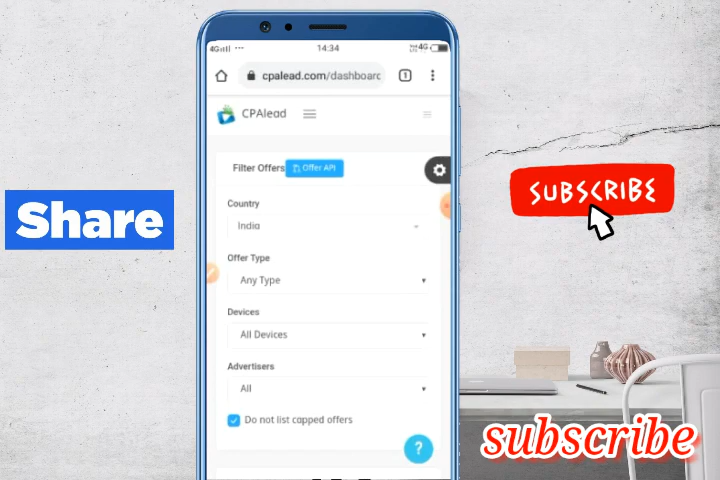 4G
14:34
4G
cpalead.com/dashboard
1
CPAlead
Filter Offers
Offer API
Country
India
Offer Type
Any Type
Devices
All Devices
Advertisers
All
Do not list capped offers
?
Share
SUBSCRIBE
subscribe